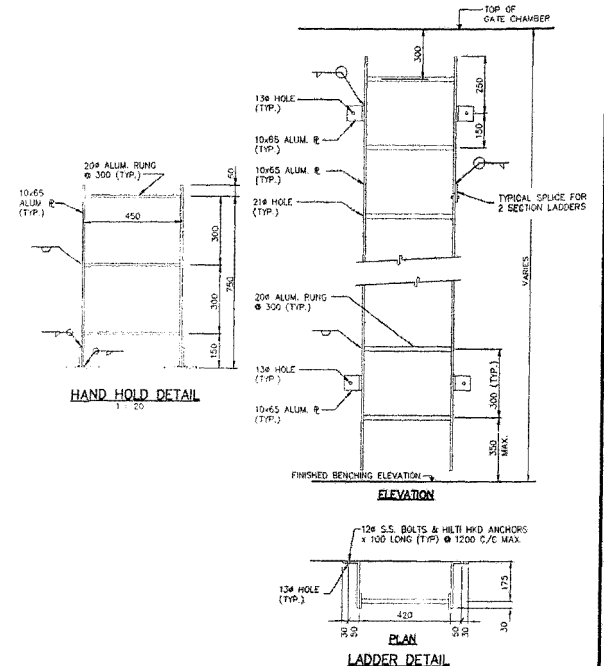 TOP OF
GATE CHAMBER
300
250
13ø HOLE
(TYP.)
150
10x65 ALUM. ℞
(TYP.)
10x65 ALUM. ℞
(TYP.)
21ø HOLE
(TYP.)
TYPICAL SPLICE FOR
2 SECTION LADDERS
VARIES
20ø ALUM. RUNG
@ 300 (TYP.)
13ø HOLE
(TYP.)
10x65 ALUM. ℞
(TYP.)
300 (TYP.)
350
MAX.
FINISHED BENCHING ELEVATION
ELEVATION
20ø ALUM. RUNG
@ 300 (TYP.)
10x65
ALUM. ℞
(TYP.)
50
450
300
750
300
150
HAND HOLD DETAIL
1 : 20
12ø S.S. BOLTS & HILTI HKD ANCHORS
x 100 LONG (TYP) @ 1200 C/C MAX.
13ø HOLE
(TYP.)
175
30
30
50
420
50
30
PLAN
LADDER DETAIL